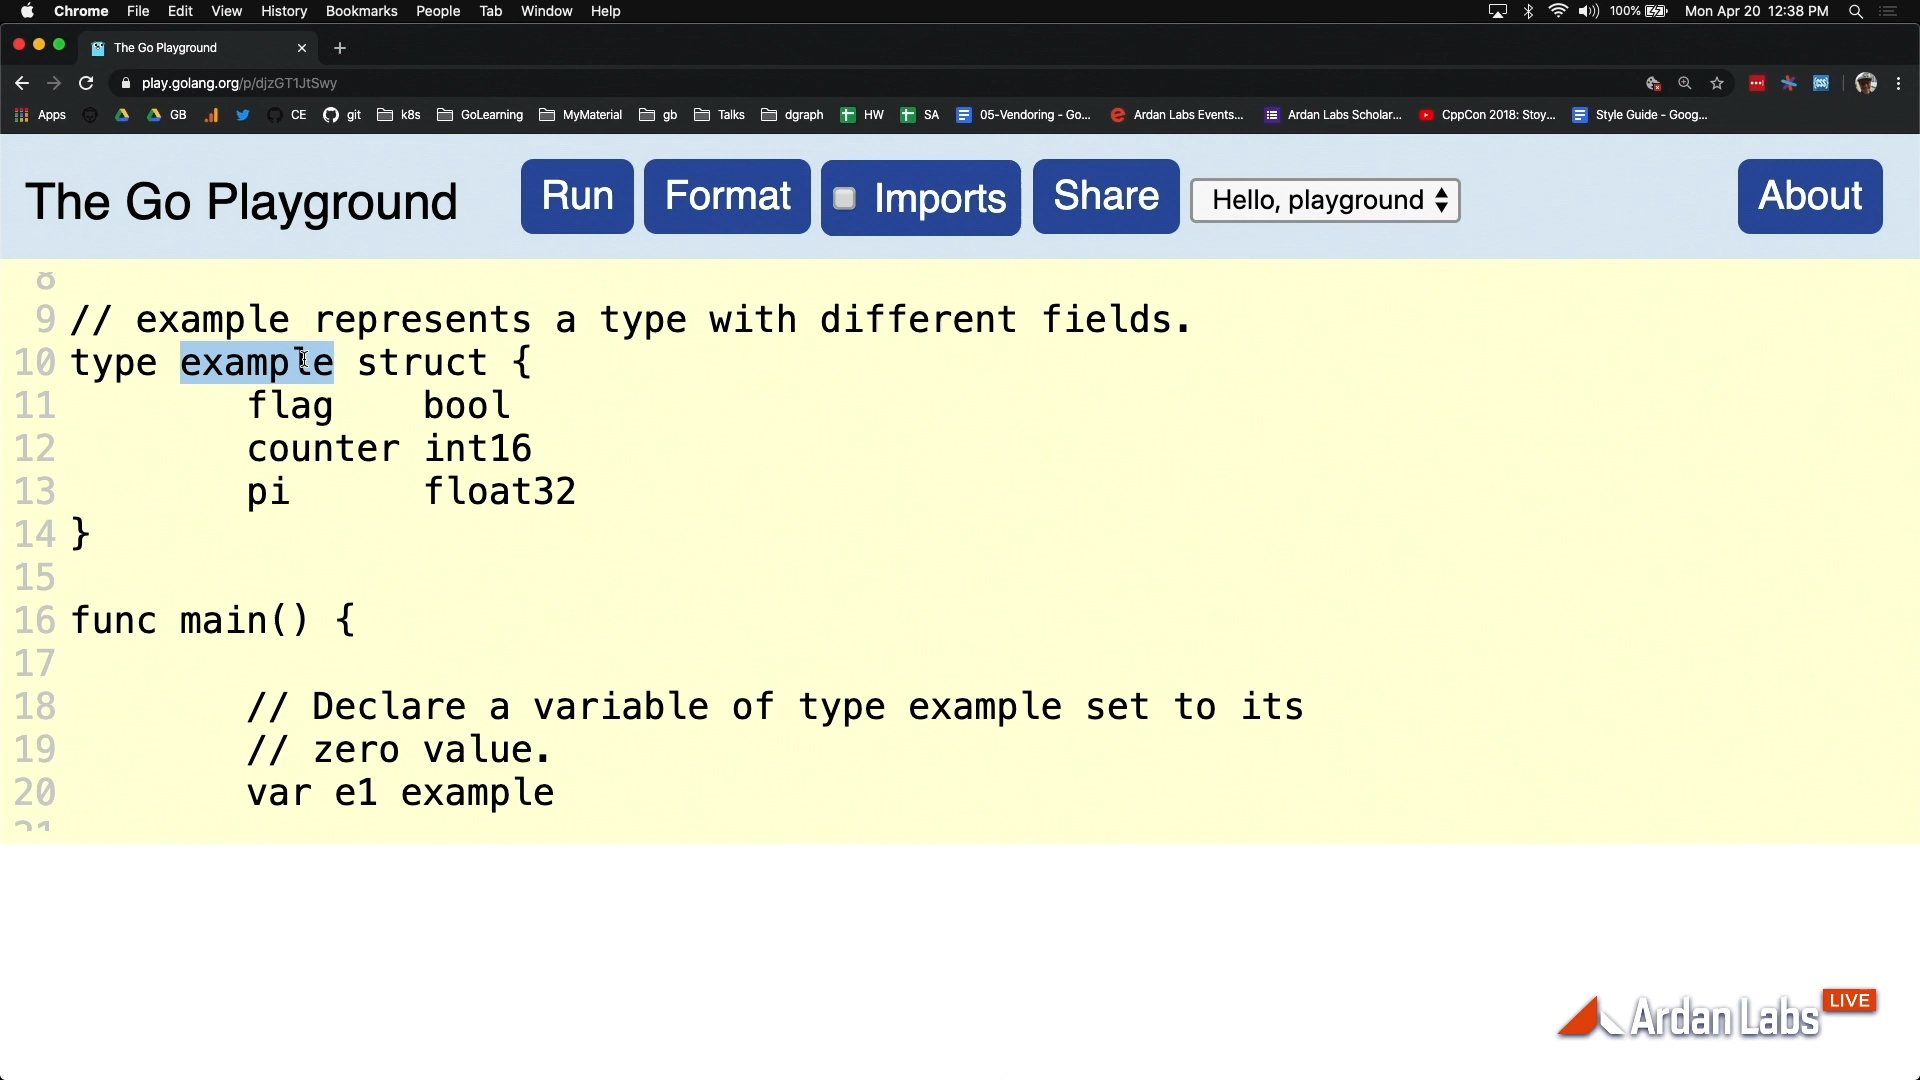 Chrome File Edit View History Bookmarks People Tab Window Help 100% Mon Apr 20 12:38 PM
The Go Playground
play.golang.org/p/djzGT1JtSwy
Apps GB CE git k8s GoLearning MyMaterial gb Talks dgraph HW SA 05-Vendoring - Go... Ardan Labs Events... Ardan Labs Scholar... CppCon 2018: Stoy... Style Guide - Goog...
The Go Playground Run Format Imports Share Hello, playground About
8
9 // example represents a type with different fields.
10 type example struct {
11 flag bool
12 counter int16
13 pi float32
14 }
15
16 func main() {
17
18 // Declare a variable of type example set to its
19 // zero value.
20 var e1 example
21
Ardan Labs LIVE